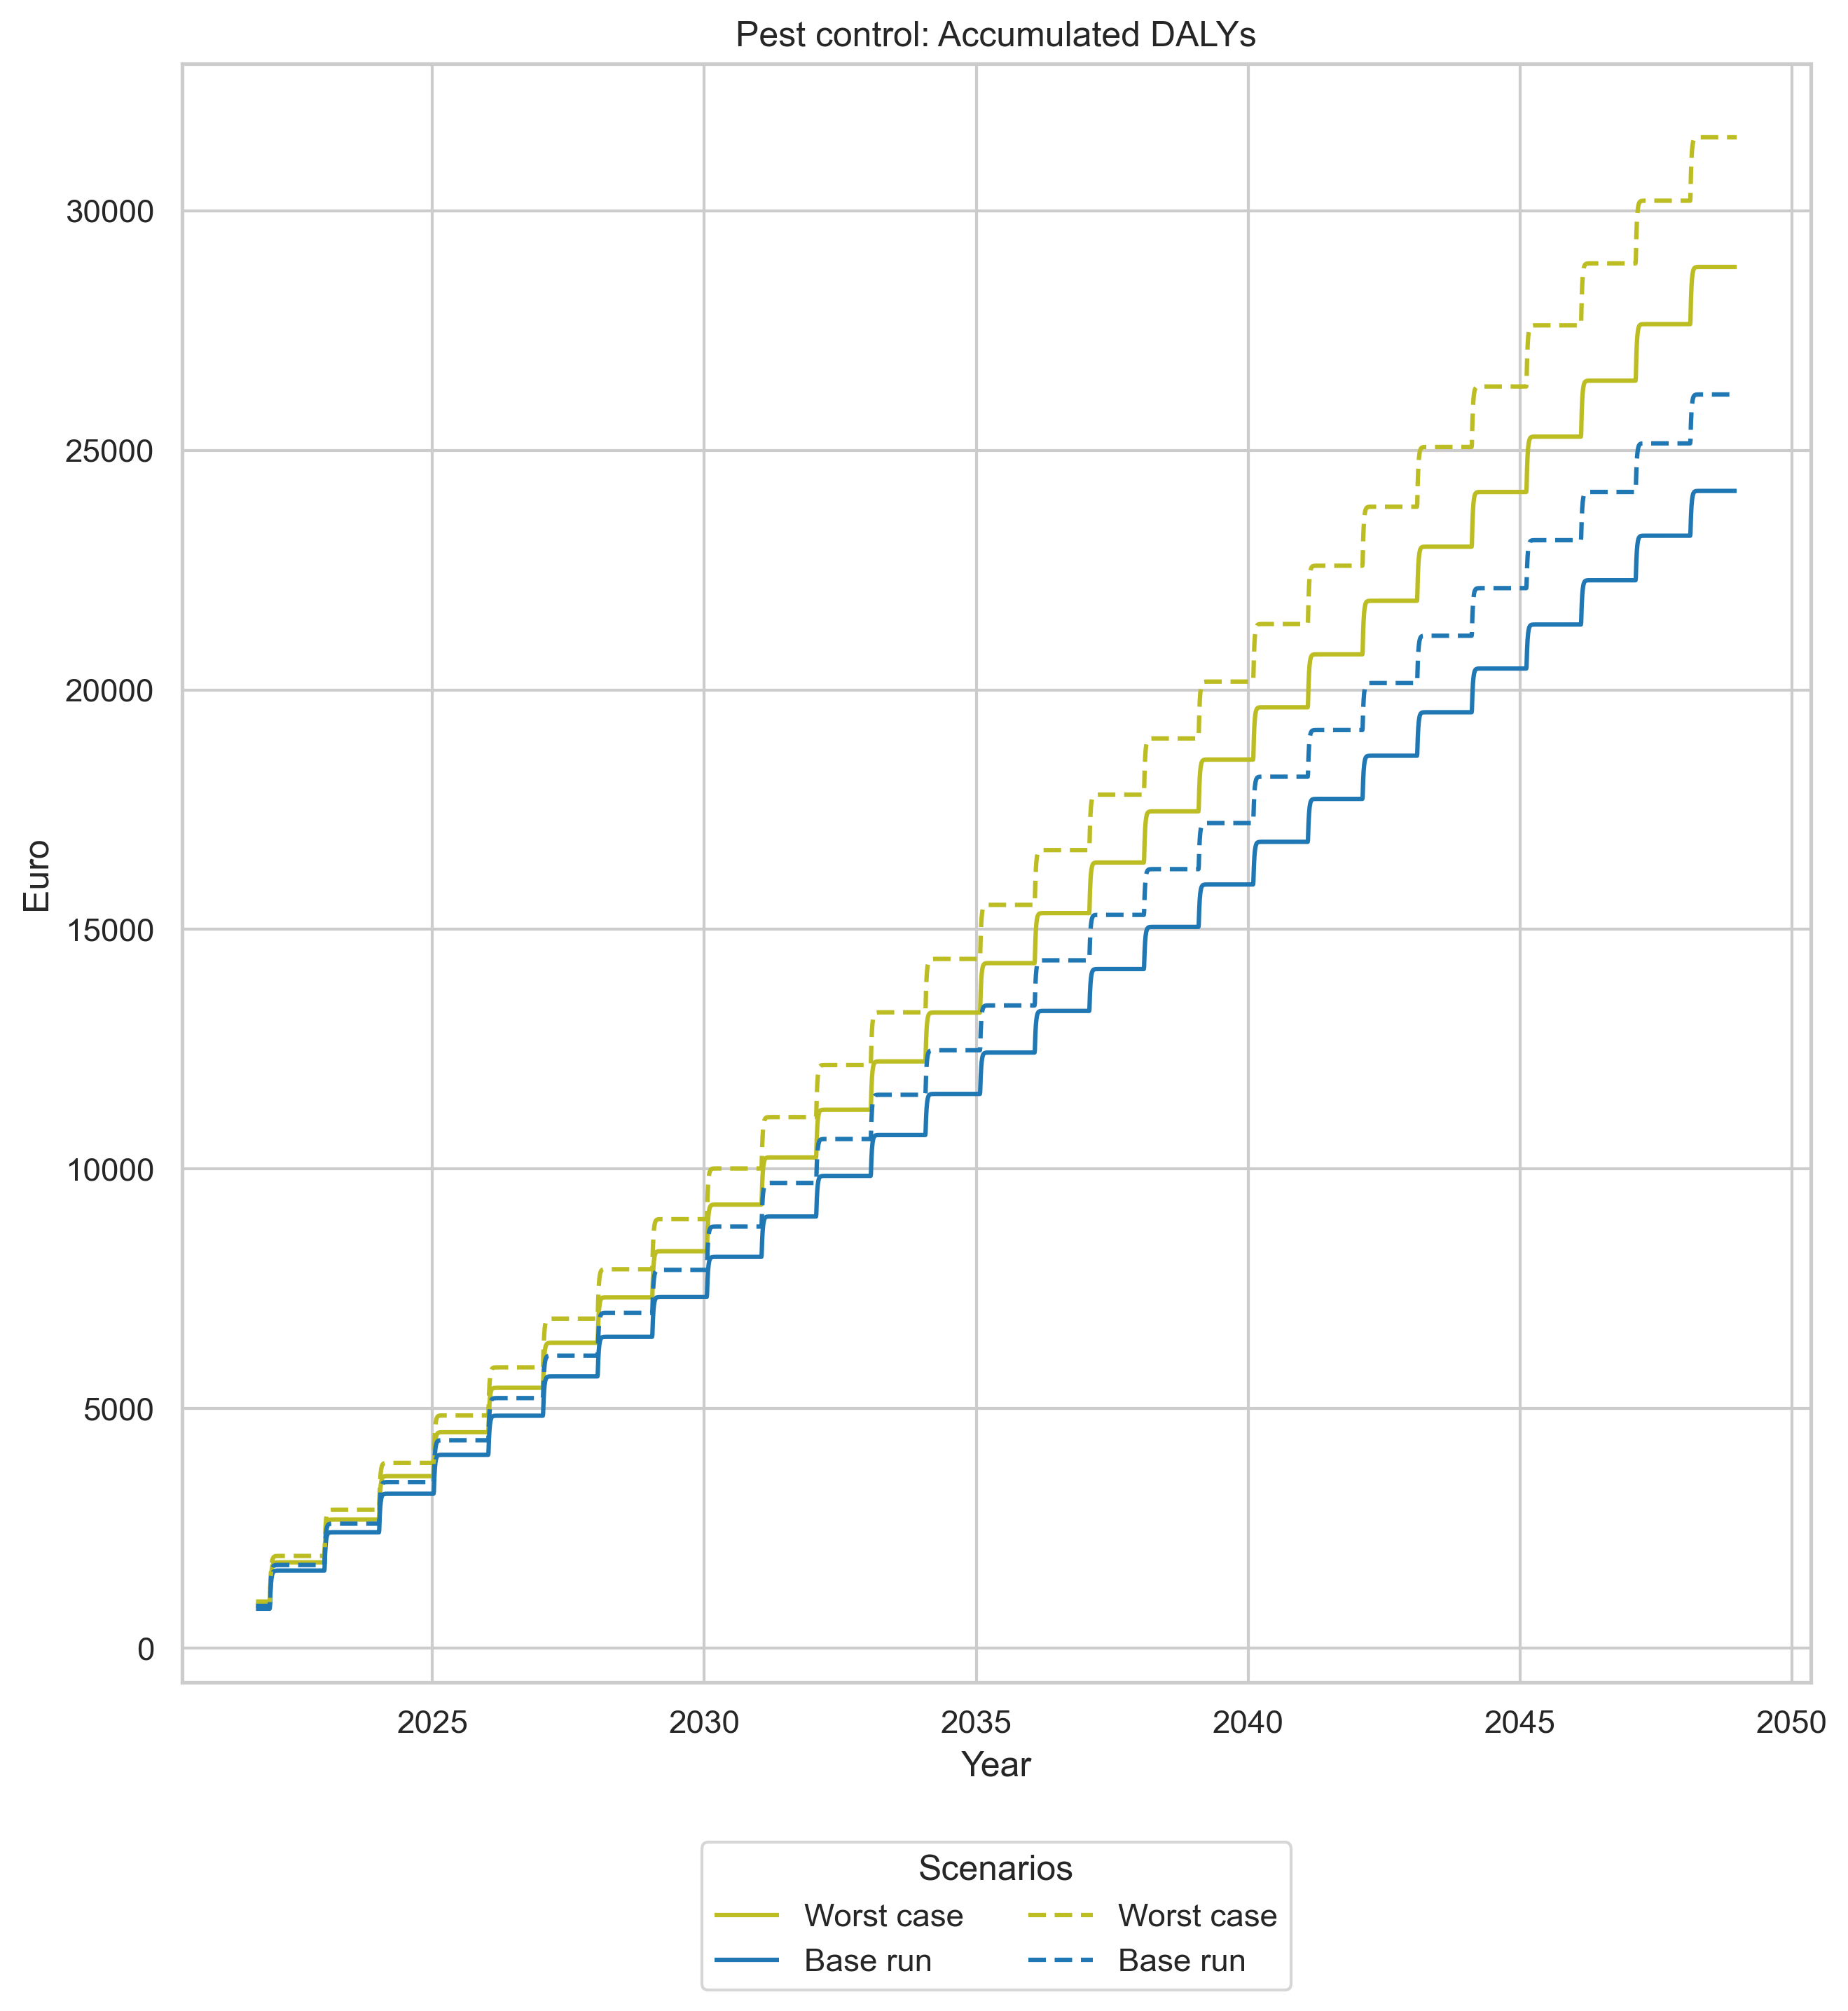 Pest control: Accumulated DALYs
30000
25000
20000
15000
10000
5000
0
Euro
2025 2030 2035 2040 2045 2050
Year
Scenarios
Worst case Worst case
Base run Base run